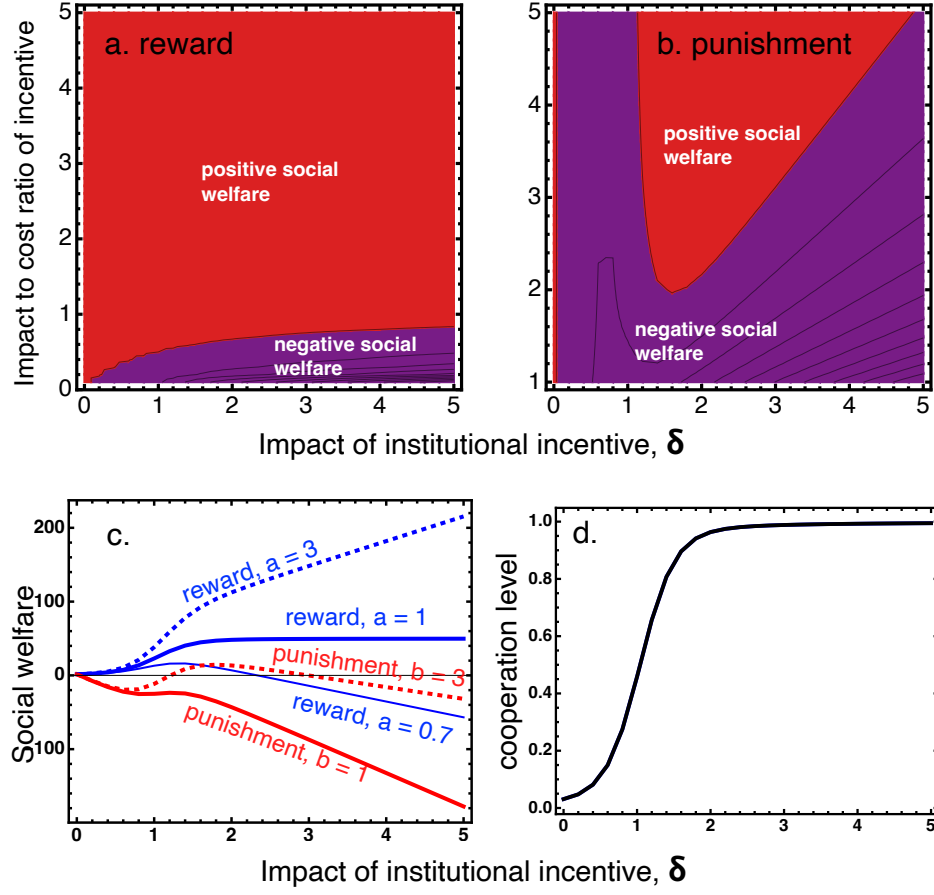 a. reward
b. punishment
Impact to cost ratio of incentive
5
4
3
2
1
0
positive social
welfare
negative social
welfare
0 1 2 3 4 5
5
4
3
2
1
positive social
welfare
negative social
welfare
0 1 2 3 4 5
Impact of institutional incentive, δ
c.
Social welfare
200
100
0
100
reward, a = 3
reward, a = 1
punishment, b = 3
reward, a = 0.7
punishment, b = 1
0 1 2 3 4 5
d.
cooperation level
1.0
0.8
0.6
0.4
0.2
0.0
0 1 2 3 4 5
Impact of institutional incentive, δ